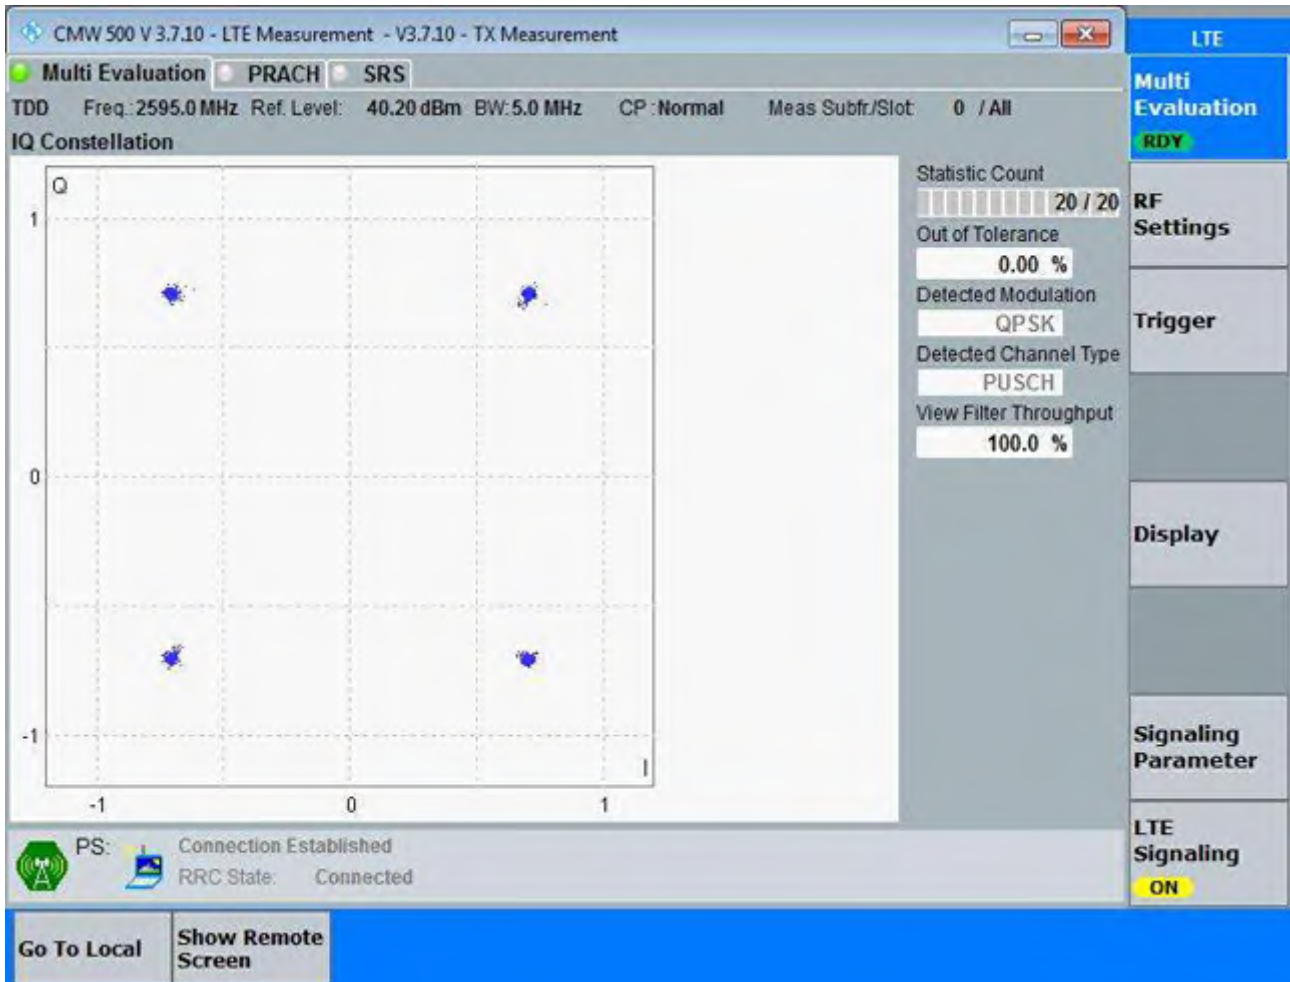 CMW 500 V 3.7.10 - LTE Measurement - V3.7.10 - TX Measurement
Multi Evaluation PRACH SRS
TDD Freq.: 2595.0 MHz Ref. Level: 40.20 dBm BW: 5.0 MHz CP : Normal Meas Subfr./Slot: 0 / All
IQ Constellation
Q
1
0
-1
I
-1 0 1
Statistic Count
20 / 20
Out of Tolerance
0.00 %
Detected Modulation
QPSK
Detected Channel Type
PUSCH
View Filter Throughput
100.0 %
PS: Connection Established
RRC State: Connected
LTE
Multi
Evaluation
RDY
RF
Settings
Trigger
Display
Signaling
Parameter
LTE
Signaling
ON
Go To Local
Show Remote
Screen